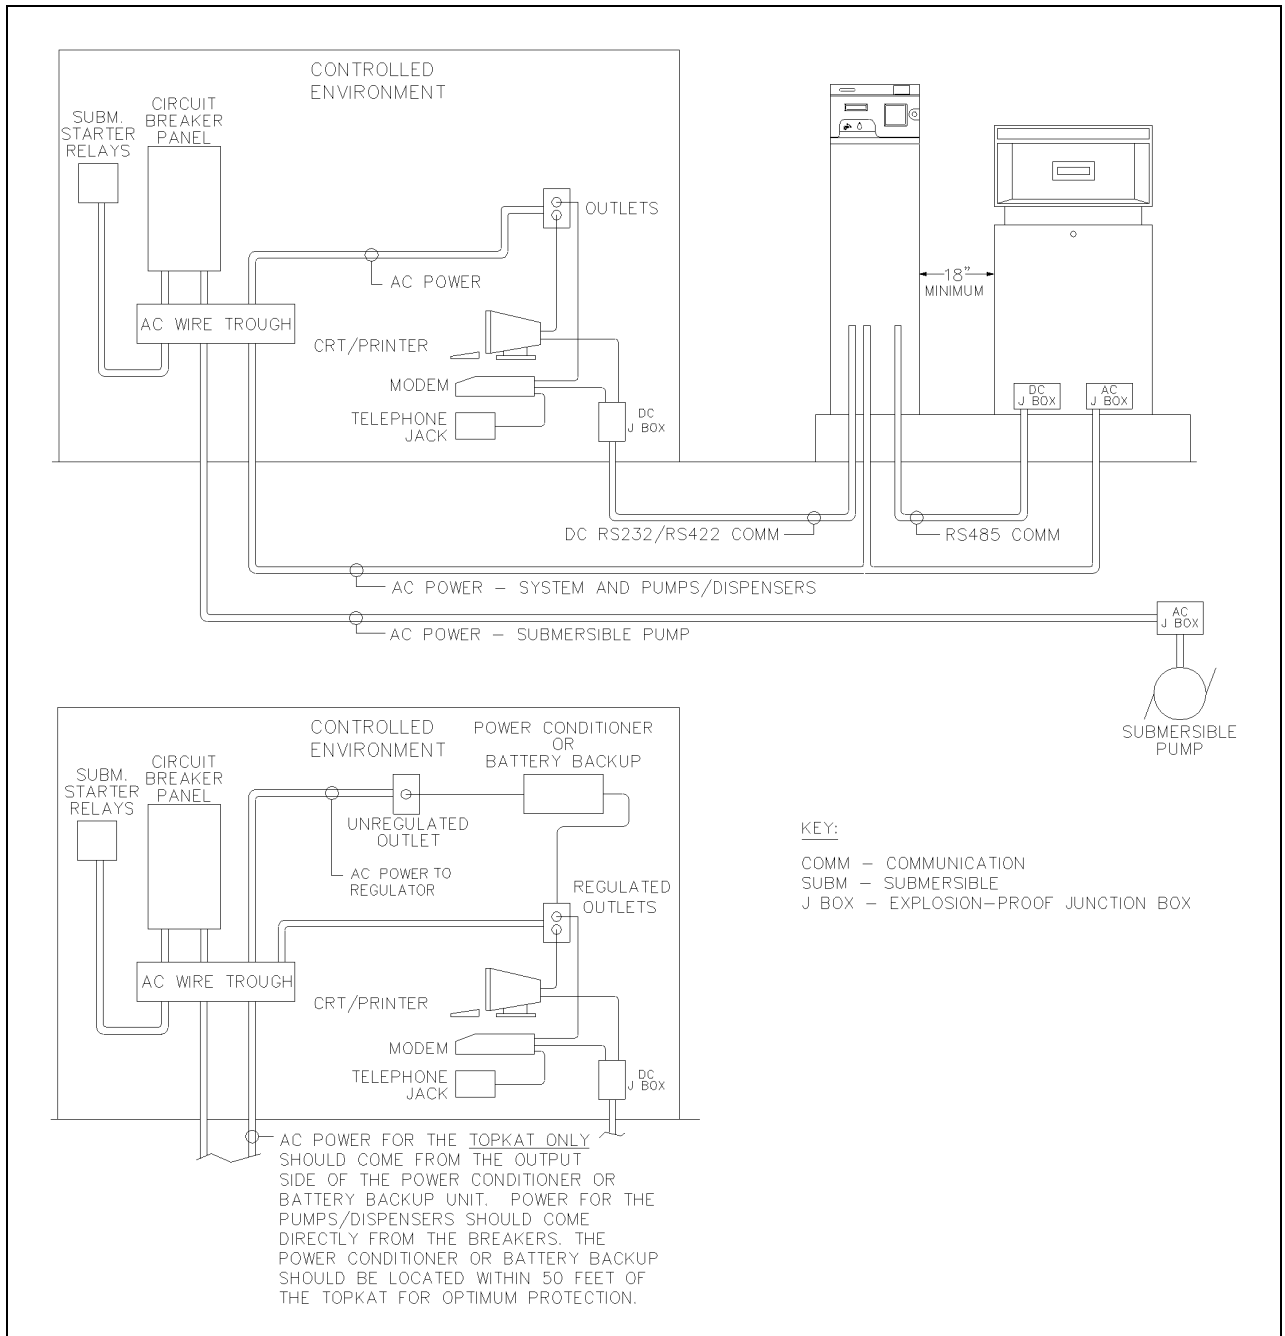 CONTROLLED
ENVIRONMENT
SUBM.
STARTER
RELAYS
CIRCUIT
BREAKER
PANEL
OUTLETS
AC POWER
AC WIRE TROUGH
CRT/PRINTER
MODEM
TELEPHONE
JACK
DC
J BOX
18"
MINIMUM
DC
J BOX
AC
J BOX
DC RS232/RS422 COMM
RS485 COMM
AC POWER – SYSTEM AND PUMPS/DISPENSERS
AC POWER – SUBMERSIBLE PUMP
AC
J BOX
SUBMERSIBLE
PUMP
CONTROLLED
ENVIRONMENT
POWER CONDITIONER
OR
BATTERY BACKUP
SUBM.
STARTER
RELAYS
CIRCUIT
BREAKER
PANEL
UNREGULATED
OUTLET
AC POWER TO
REGULATOR
REGULATED
OUTLETS
AC WIRE TROUGH
CRT/PRINTER
MODEM
TELEPHONE
JACK
DC
J BOX
KEY:
COMM – COMMUNICATION
SUBM – SUBMERSIBLE
J BOX – EXPLOSION–PROOF JUNCTION BOX
AC POWER FOR THE TOPKAT ONLY
SHOULD COME FROM THE OUTPUT
SIDE OF THE POWER CONDITIONER OR
BATTERY BACKUP UNIT. POWER FOR THE
PUMPS/DISPENSERS SHOULD COME
DIRECTLY FROM THE BREAKERS. THE
POWER CONDITIONER OR BATTERY BACKUP
SHOULD BE LOCATED WITHIN 50 FEET OF
THE TOPKAT FOR OPTIMUM PROTECTION.